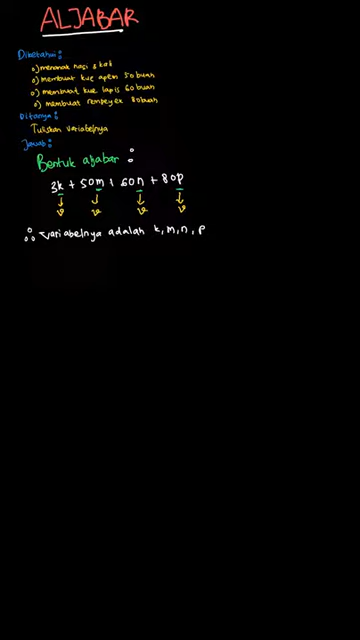 ALJABAR
Diketahui:
o) menanak nasi 3 kali
o) membuat kue apem 50 buah
o) membuat kue lapis 60 buah
o) membuat rempeyek 80 buah
Ditanya:
Tuliskan variabelnya
Jawab:
Bentuk aljabar:
3k + 50m + 60n + 80p
↓ ↓ ↓ ↓
v v v v
∴ variabelnya adalah k, m, n, p